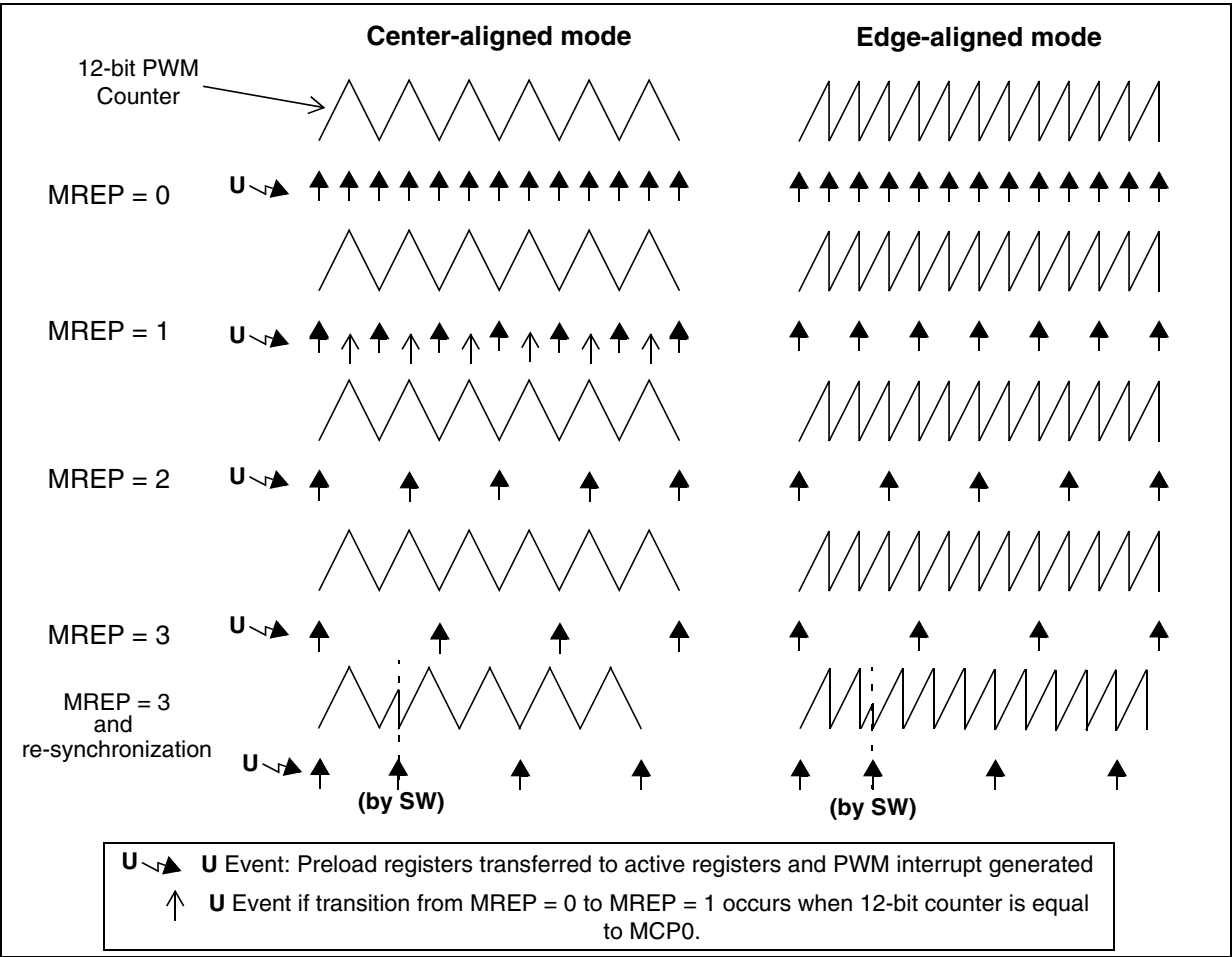 Center-aligned mode
Edge-aligned mode
12-bit PWM
Counter
MREP = 0
U
MREP = 1
U
MREP = 2
U
MREP = 3
U
MREP = 3
and
re-synchronization
U
(by SW)
(by SW)
U U Event: Preload registers transferred to active registers and PWM interrupt generated
U Event if transition from MREP = 0 to MREP = 1 occurs when 12-bit counter is equal
to MCP0.